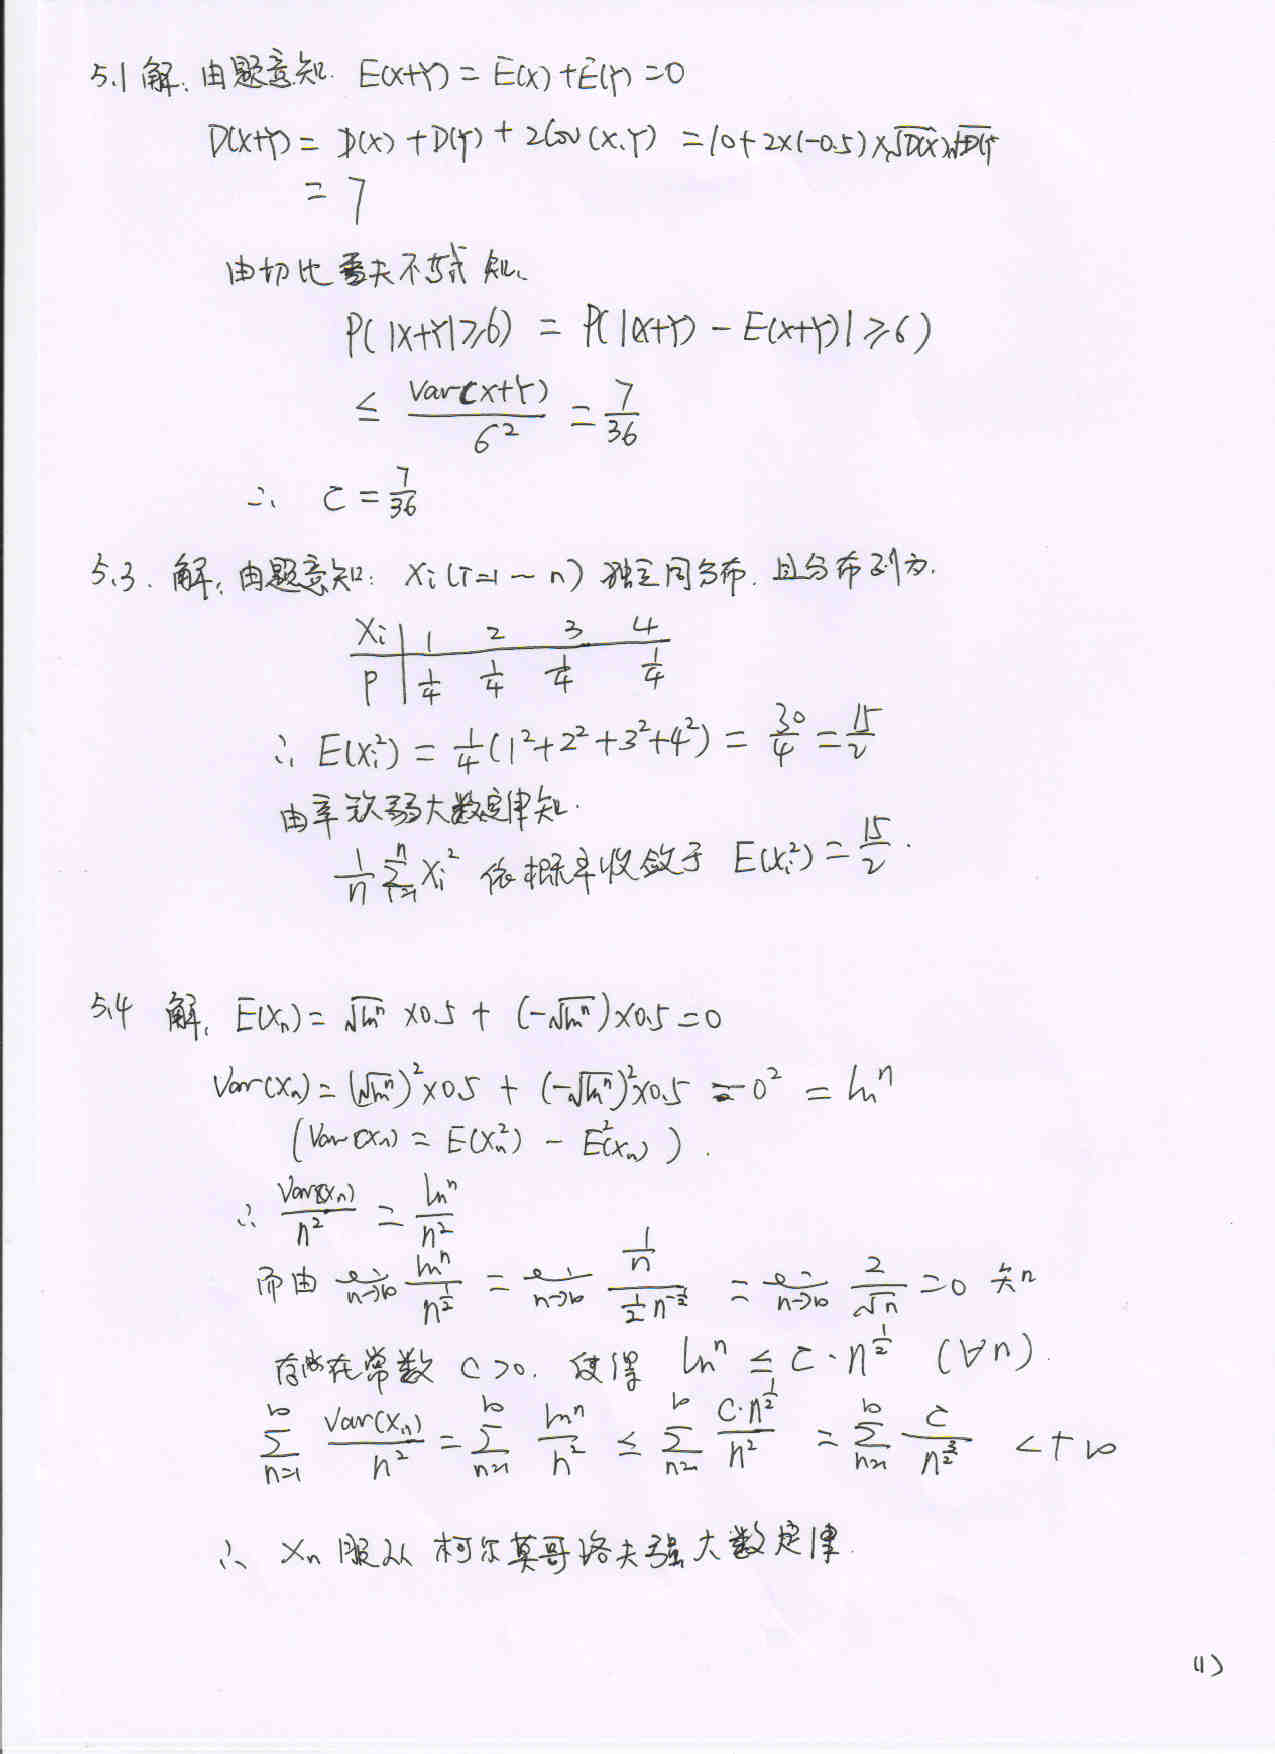 5.1 解: 由题意知. E(X+Y) = E(X) + E(Y) = 0
D(X+Y) = D(X) + D(Y) + 2Cov(X,Y) = 10 + 2×(-0.5)×√D(X)√D(Y)
= 7
由切比雪夫不等式知.
P(|X+Y|≥6) = P(|(X+Y) - E(X+Y)|≥6)
≤ Var(X+Y)/6² = 7/36
∴ C = 7/36
5.3. 解: 由题意知: Xi (i=1~n) 独立同分布. 且分布列为.
Xi | 1 2 3 4
P | 1/4 1/4 1/4 1/4
∴ E(Xi²) = 1/4(1²+2²+3²+4²) = 30/4 = 15/2
由辛钦弱大数定律知.
1/n ∑_{i=1}^{n} Xi² 依概率收敛于 E(Xi²) = 15/2.
5.4 解: E(Xn) = √ln n ×0.5 + (-√ln n)×0.5 = 0
Var(Xn) = (√ln n)²×0.5 + (-√ln n)²×0.5 - 0² = ln n
(Var(Xn) = E(Xn²) - E²(Xn)).
∴ Var(Xn)/n² = ln n/n²
而由 lim_{n→∞} ln n/n^{1/2} = lim_{n→∞} (1/n)/(1/2 n^{-1/2}) = lim_{n→∞} 2/√n = 0 知
存在常数 C>0. 使得 ln n ≤ C·n^{1/2} (∀n).
∑_{n=1}^{∞} Var(Xn)/n² = ∑_{n=1}^{∞} ln n/n² ≤ ∑_{n=1}^{∞} C·n^{1/2}/n² = ∑_{n=1}^{∞} C/n^{3/2} < +∞
∴ Xn 服从柯尔莫哥洛夫强大数定律.
(1)